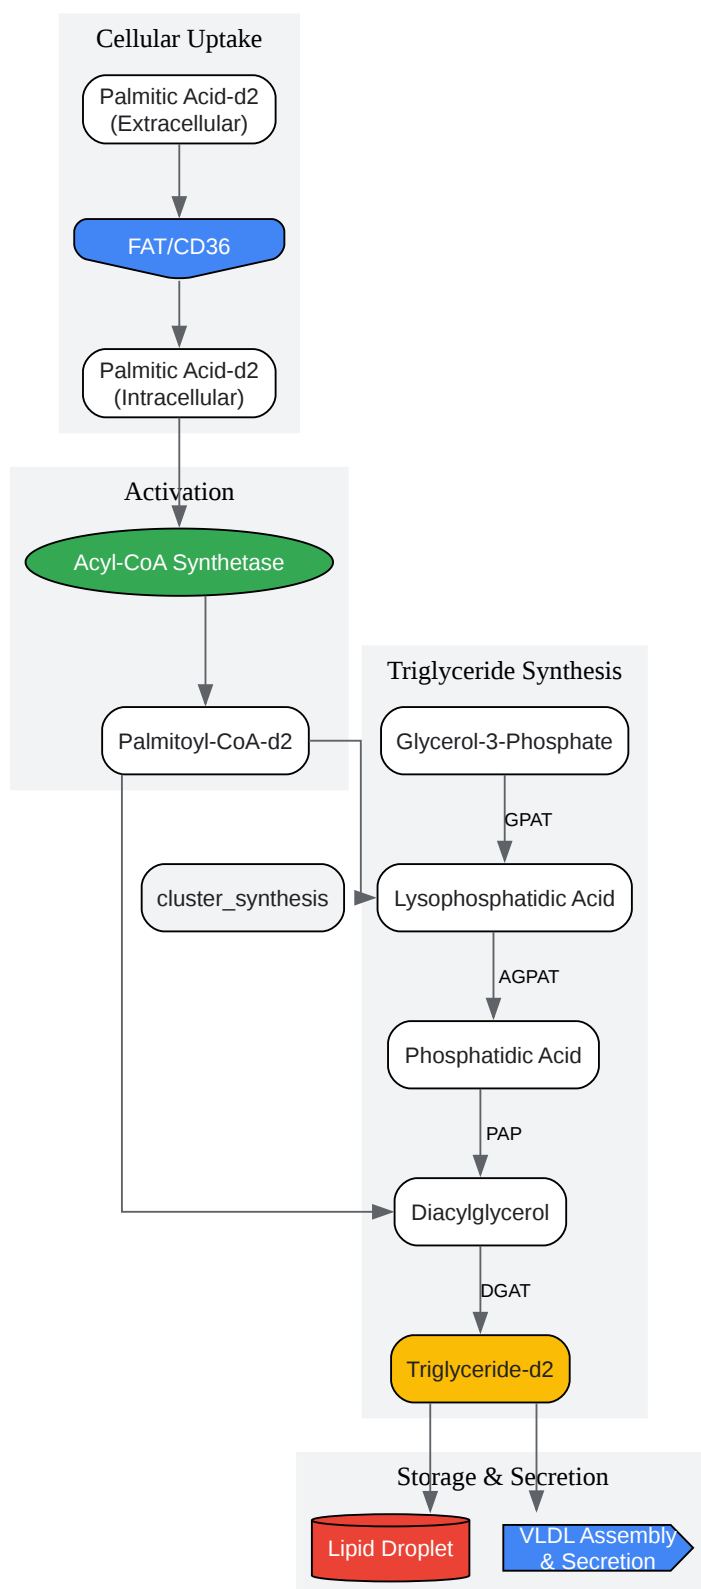 Cellular Uptake
Palmitic Acid-d2
(Extracellular)
FAT/CD36
Palmitic Acid-d2
(Intracellular)
Activation
Acyl-CoA Synthetase
Triglyceride Synthesis
Palmitoyl-CoA-d2
Glycerol-3-Phosphate
GPAT
cluster_synthesis
Lysophosphatidic Acid
AGPAT
Phosphatidic Acid
PAP
Diacylglycerol
DGAT
Triglyceride-d2
Storage & Secretion
Lipid Droplet
VLDL Assembly
& Secretion